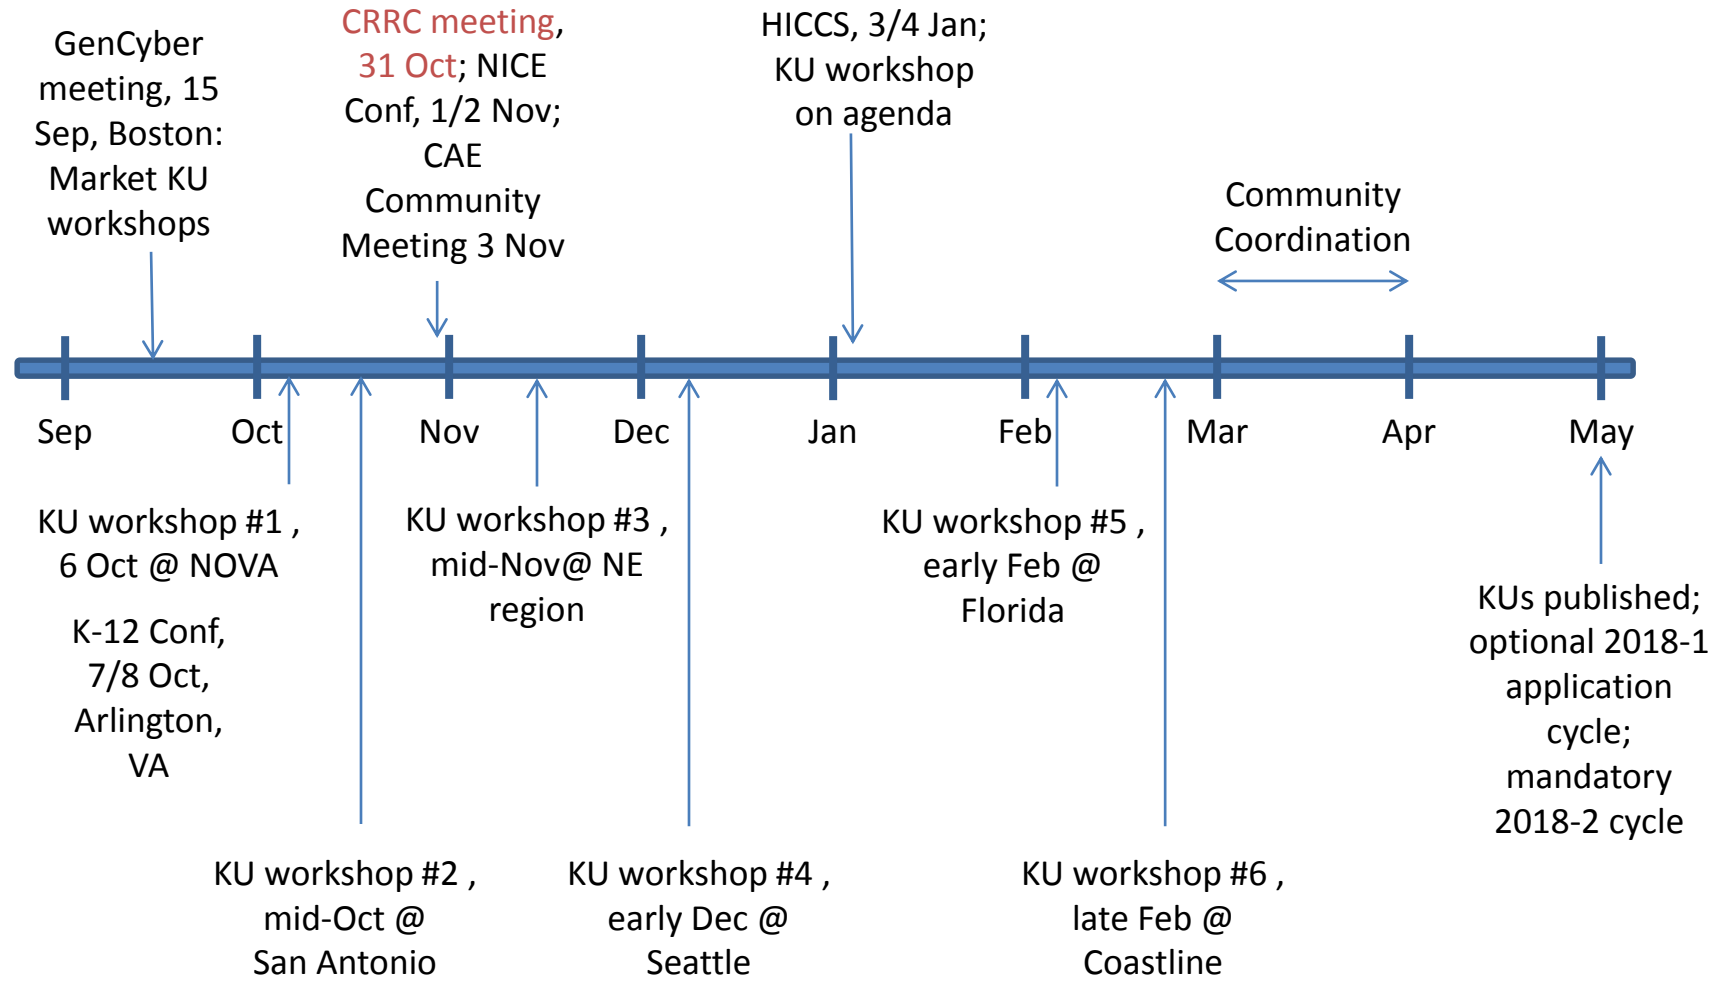 GenCyber
meeting, 15
Sep, Boston:
Market KU
workshops
CRRC meeting,
31 Oct; NICE
Conf, 1/2 Nov;
CAE
Community
Meeting 3 Nov
HICCS, 3/4 Jan;
KU workshop
on agenda
Community
Coordination
Sep
Oct
Nov
Dec
Jan
Feb
Mar
Apr
May
KU workshop #1 ,
6 Oct @ NOVA
K-12 Conf,
7/8 Oct,
Arlington,
VA
KU workshop #3 ,
mid-Nov@ NE
region
KU workshop #5 ,
early Feb @
Florida
KUs published;
optional 2018-1
application
cycle;
mandatory
2018-2 cycle
KU workshop #2 ,
mid-Oct @
San Antonio
KU workshop #4 ,
early Dec @
Seattle
KU workshop #6 ,
late Feb @
Coastline